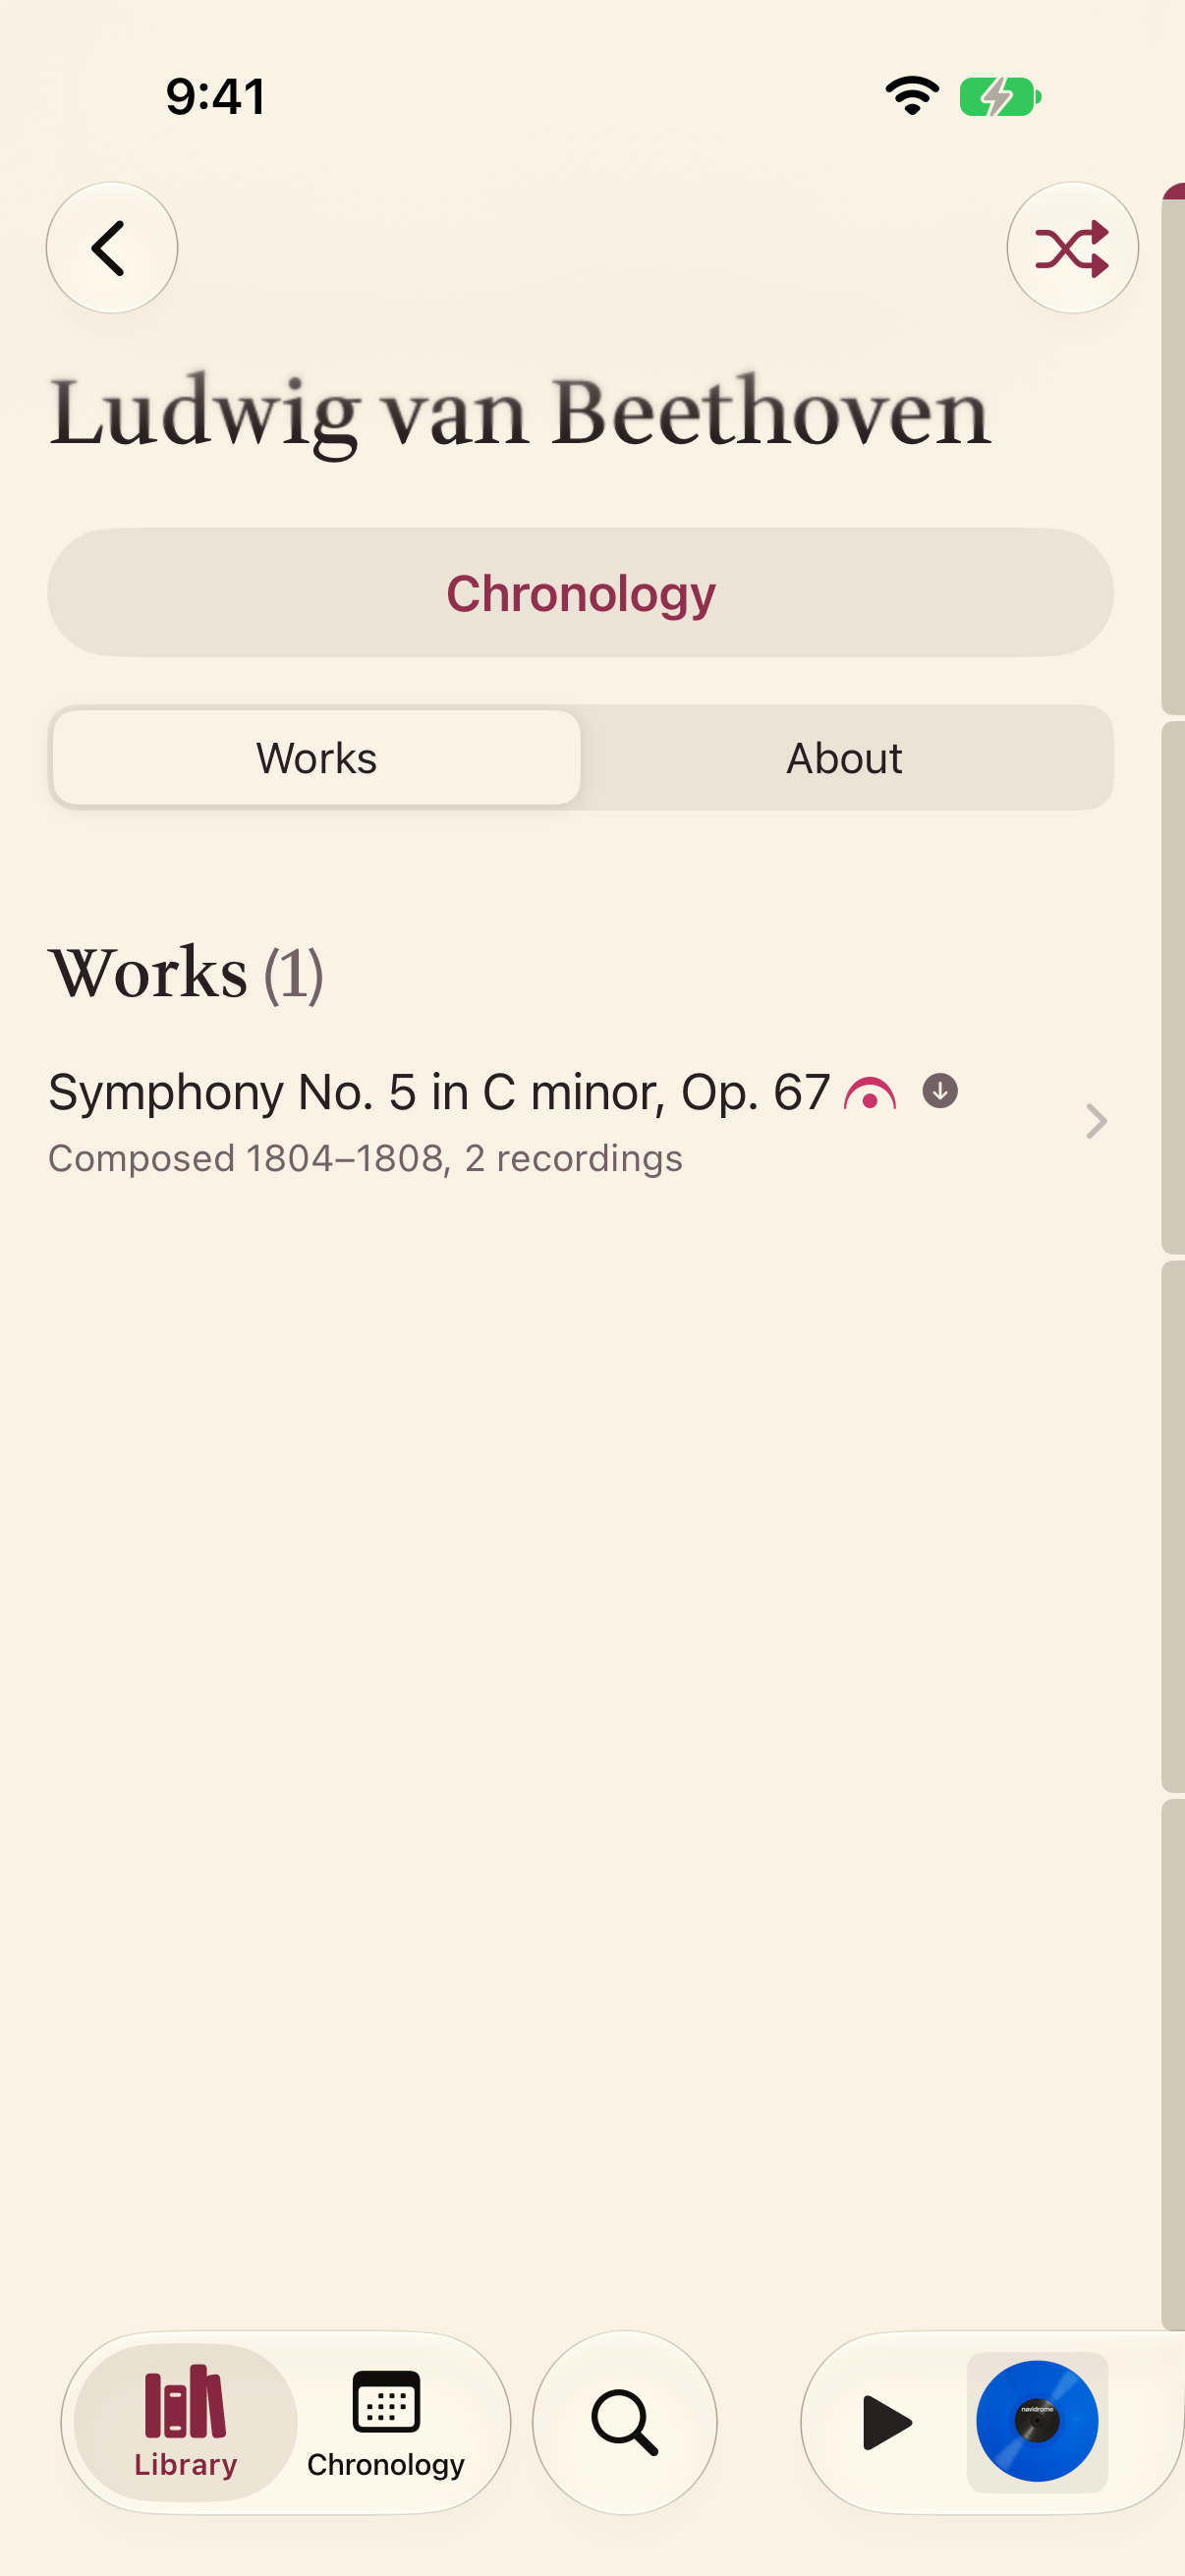 9:41
Ludwig van Beethoven
Chronology
Works
About
Works (1)
Symphony No. 5 in C minor, Op. 67
Composed 1804–1808, 2 recordings
Library
Chronology
navidrome